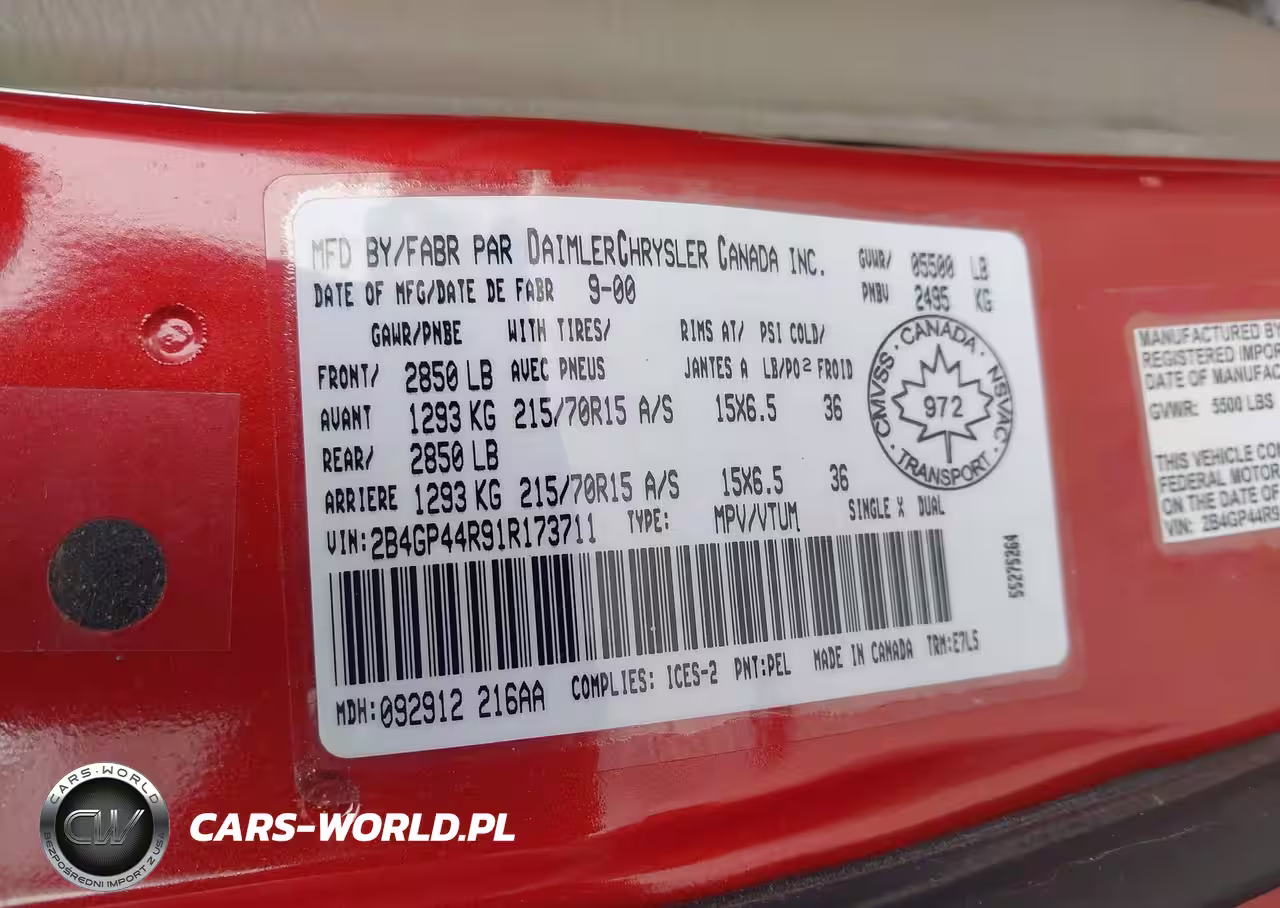 MFD BY/FABR PAR DAIMLERCHRYSLER CANADA INC.
GVWR/ 05500 LB
DATE OF MFG/DATE DE FABR 9-00
PNBV 2495 KG
GAWR/PNBE WITH TIRES/ RIMS AT/ PSI COLD/
FRONT/ 2850 LB AVEC PNEUS JANTES A LB/PO² FROID
AVANT 1293 KG 215/70R15 A/S 15X6.5 36
REAR/ 2850 LB
ARRIERE 1293 KG 215/70R15 A/S 15X6.5 36
VIN:2B4GP44R91R173711 TYPE: MPV/VTUM SINGLE X DUAL
CMVSS · CANADA · NSVAC · TRANSPORT ·
972
55275264
MDH:092912 216AA COMPLIES: ICES-2 PNT:PEL MADE IN CANADA TRM:E7L5
MANUFACTURED BY
REGISTERED IMPOR
DATE OF MANUFAC
GVWR: 5500 LBS
THIS VEHICLE CON
FEDERAL MOTOR
ON THE DATE OF
VIN: 2B4GP44R9
CARS-WORLD
CW
BEZPOŚREDNI IMPORT Z USA
CARS-WORLD.PL